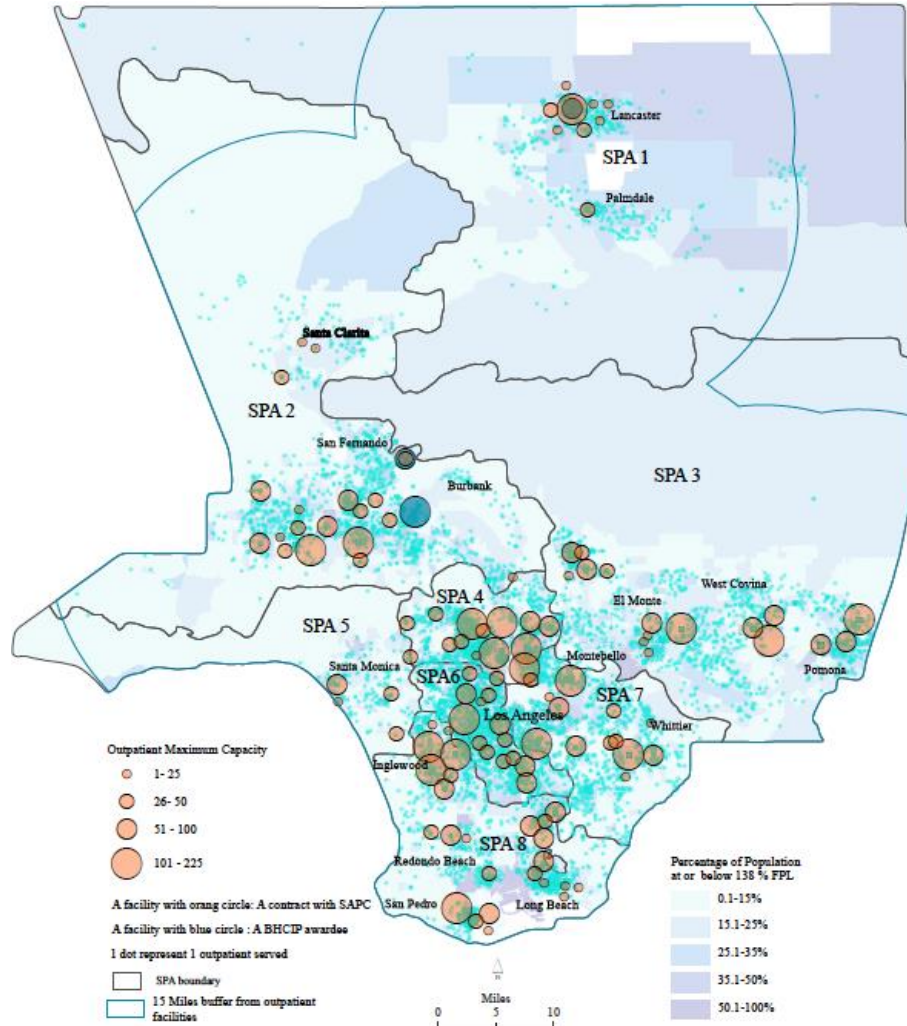 Lancaster
SPA 1
Palmdale
Santa Clarita
SPA 2
San Fernando
Burbank
SPA 3
West Covina
SPA 4
El Monte
SPA 5
Santa Monica
Montebello
Pomona
SPA6
SPA 7
Los Angeles
Whittier
Inglewood
SPA 8
Redondo Beach
San Pedro
Long Beach
Outpatient Maximum Capacity
1- 25
26- 50
51 - 100
101 - 225
A facility with orang circle: A contract with SAPC
A facility with blue circle : A BHCIP awardee
1 dot represent 1 outpatient served
SPA boundary
15 Miles buffer from outpatient
facilities
N
Miles
0 5 10
Percentage of Population
at or below 138 % FPL
0.1-15%
15.1-25%
25.1-35%
35.1-50%
50.1-100%